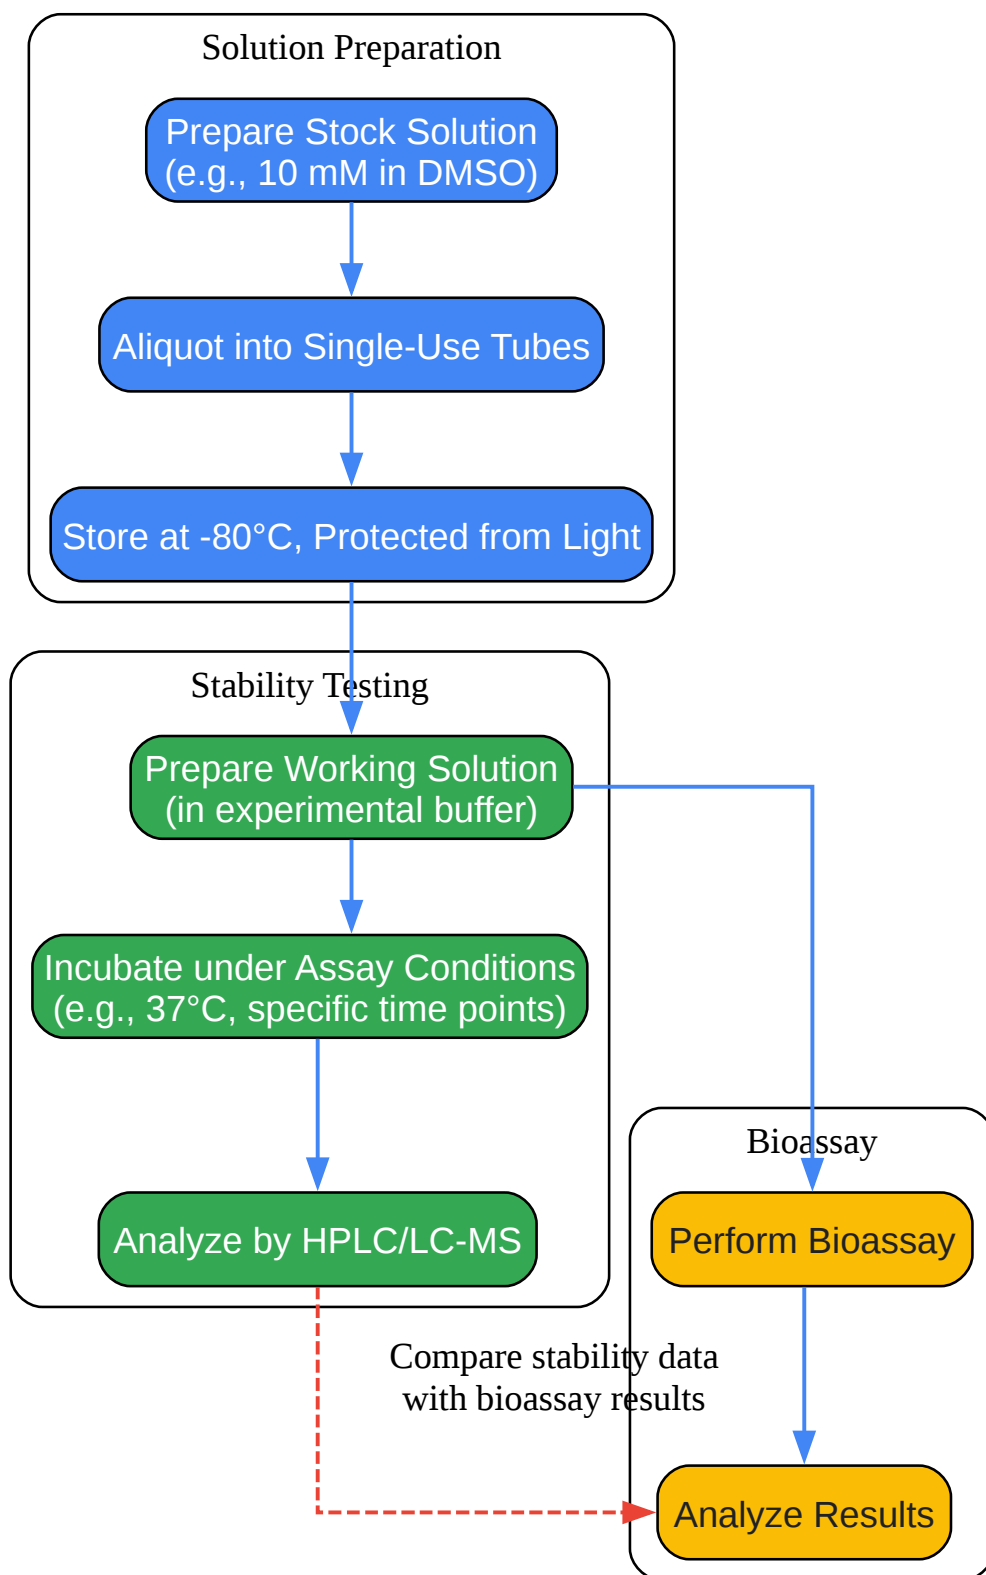 Solution Preparation
Prepare Stock Solution
(e.g., 10 mM in DMSO)
Aliquot into Single-Use Tubes
Store at -80°C, Protected from Light
Stability Testing
Prepare Working Solution
(in experimental buffer)
Incubate under Assay Conditions
(e.g., 37°C, specific time points)
Analyze by HPLC/LC-MS
Bioassay
Perform Bioassay
Compare stability data
with bioassay results
Analyze Results